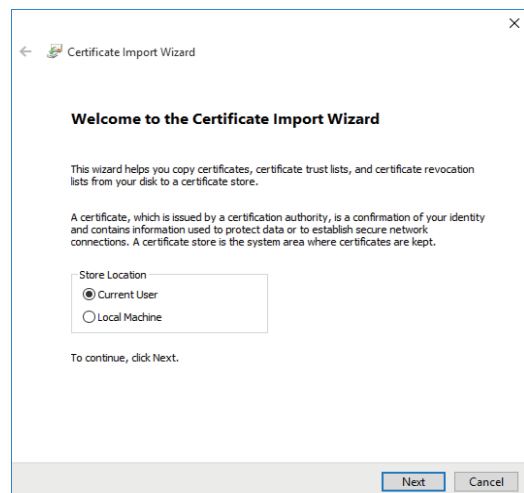 Certificate Import Wizard
Welcome to the Certificate Import Wizard
This wizard helps you copy certificates, certificate trust lists, and certificate revocation
lists from your disk to a certificate store.
A certificate, which is issued by a certification authority, is a confirmation of your identity
and contains information used to protect data or to establish secure network
connections. A certificate store is the system area where certificates are kept.
Store Location
Current User
Local Machine
To continue, click Next.
Next Cancel